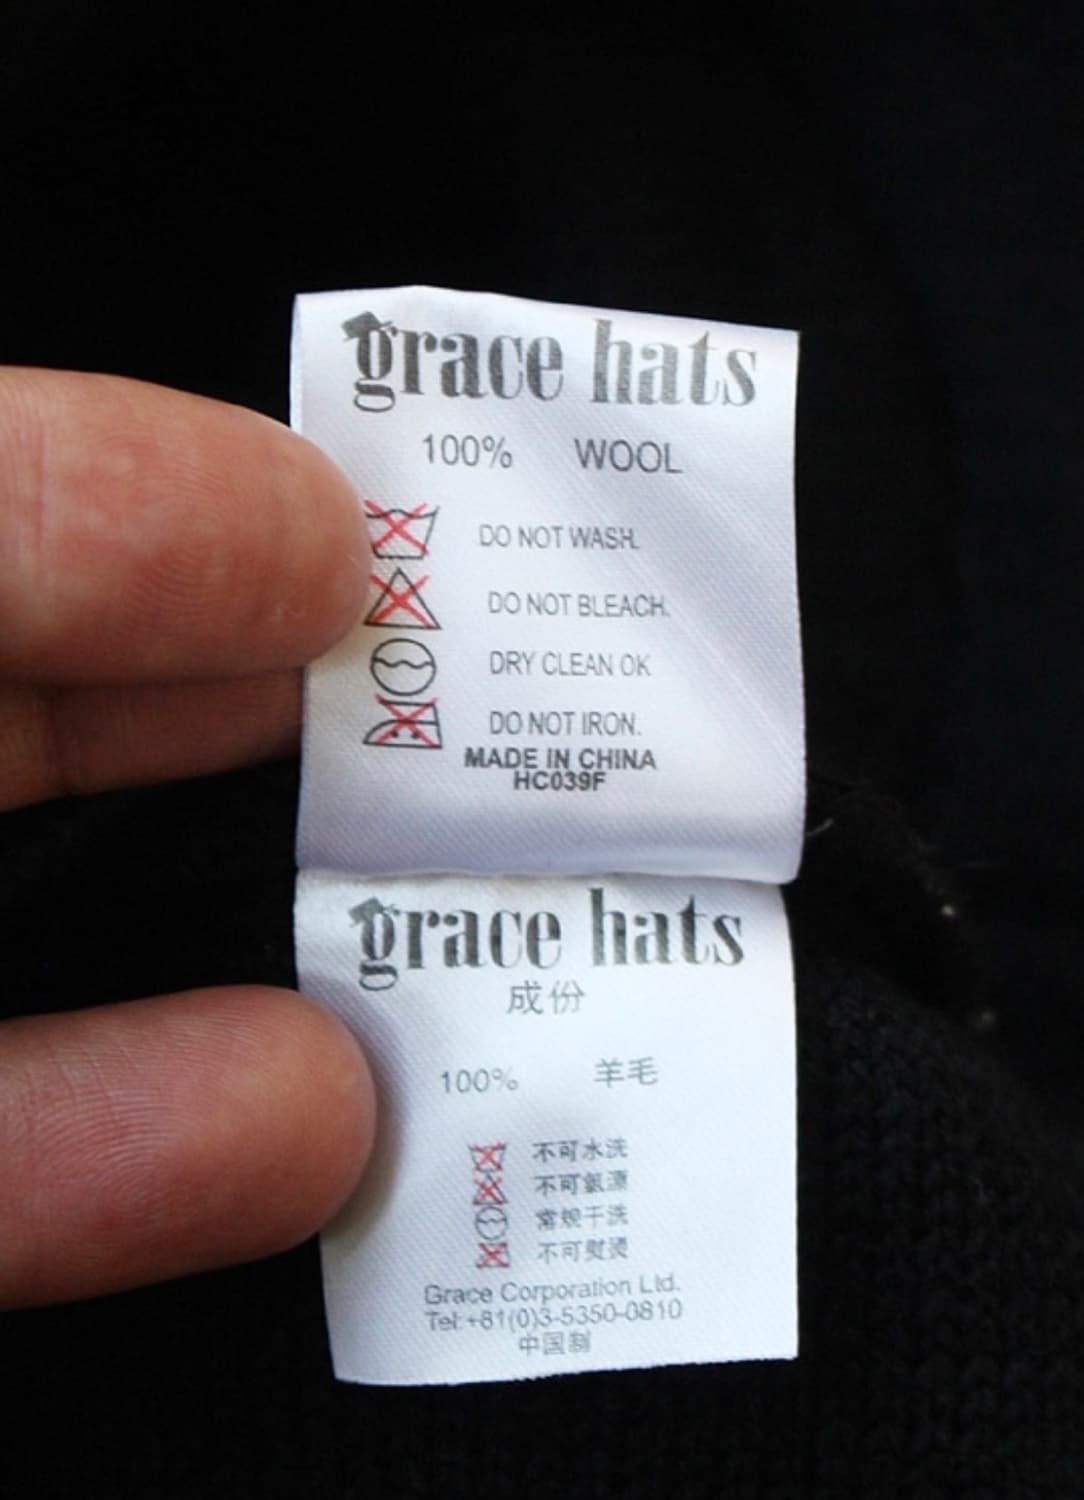 grace hats
100% WOOL
DO NOT WASH.
DO NOT BLEACH.
DRY CLEAN OK
DO NOT IRON.
MADE IN CHINA
HC039F
grace hats
成份
100% 羊毛
不可水洗
不可氯漂
常规干洗
不可熨烫
Grace Corporation Ltd.
Tel:+81(0)3-5350-0810
中国制